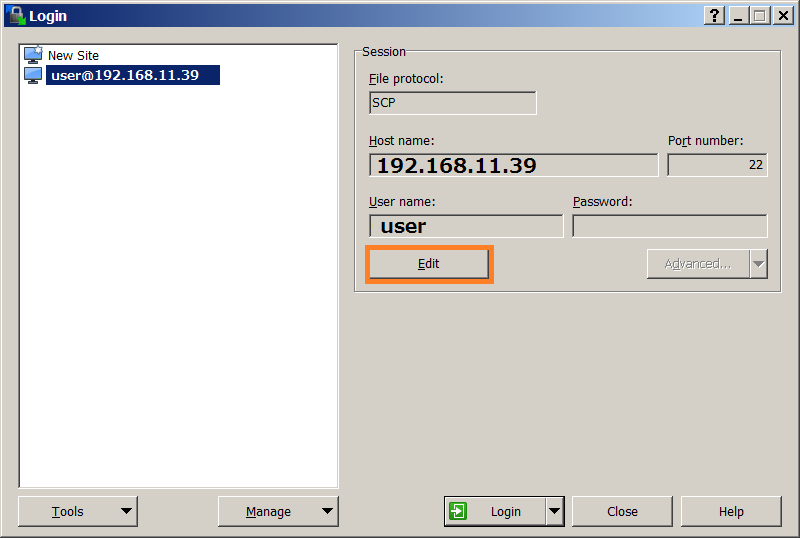 Login
New Site
user@192.168.11.39
Session
File protocol:
SCP
Host name: Port number:
192.168.11.39 22
User name: Password:
user
Edit Advanced...
Tools Manage Login Close Help